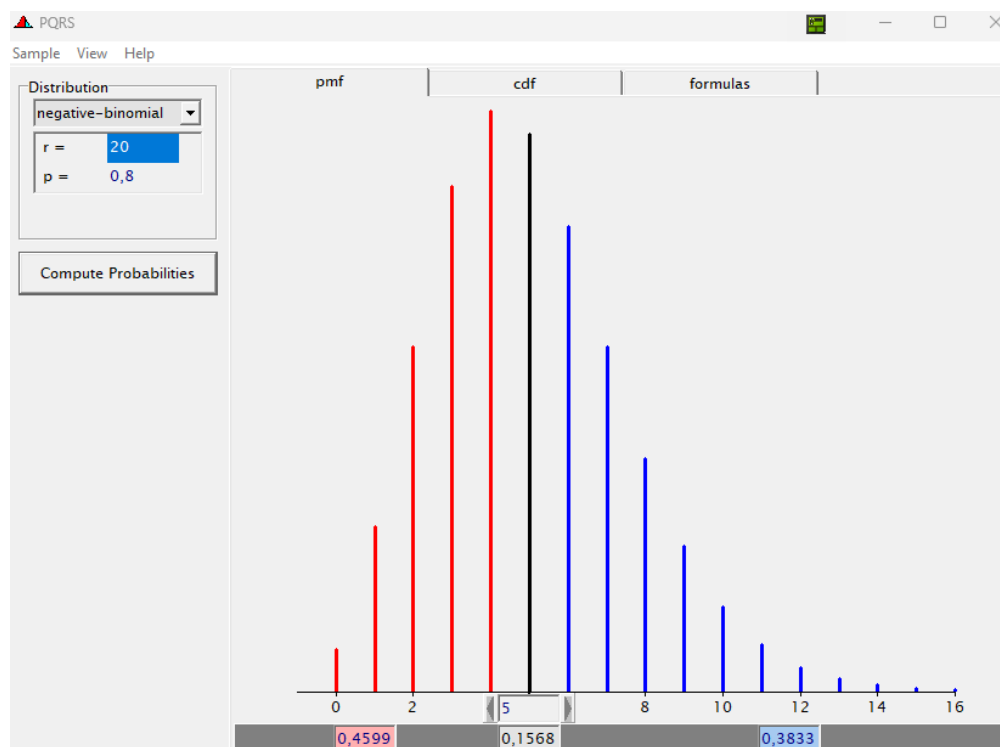 PQRS
Sample View Help
Distribution
negative-binomial
r = 20
p = 0,8
Compute Probabilities
pmf cdf formulas
0 2 5 8 10 12 14 16
0,4599 0,1568 0,3833